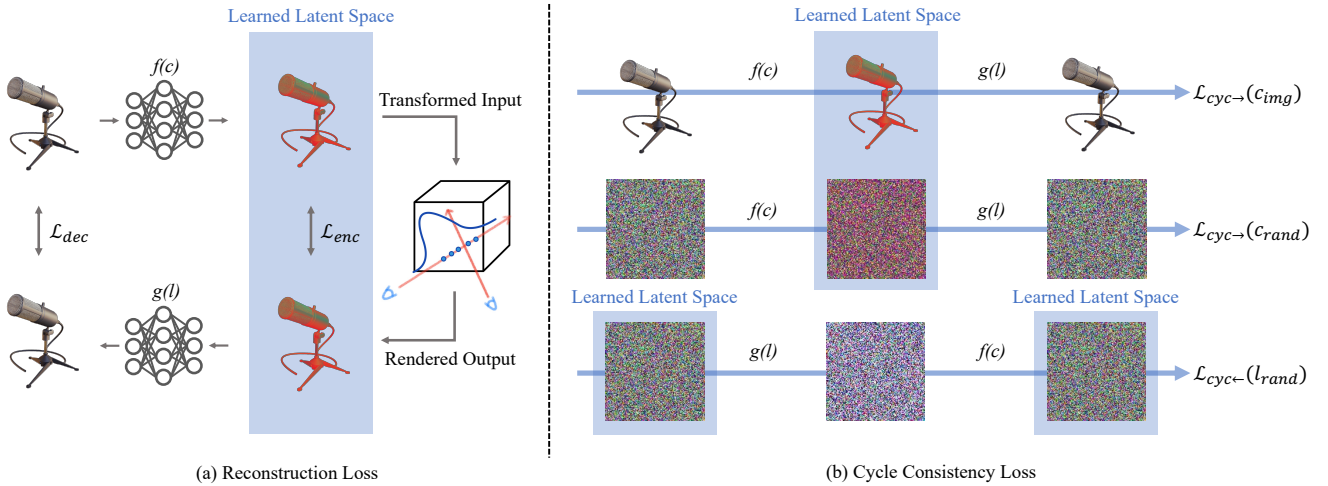 Learned Latent Space
f(c)
Transformed Input
ℒ_dec
ℒ_enc
g(l)
Rendered Output
(a) Reconstruction Loss
Learned Latent Space
f(c)
g(l)
ℒ_cyc→(c_img)
f(c)
g(l)
ℒ_cyc→(c_rand)
Learned Latent Space
Learned Latent Space
g(l)
f(c)
ℒ_cyc←(l_rand)
(b) Cycle Consistency Loss